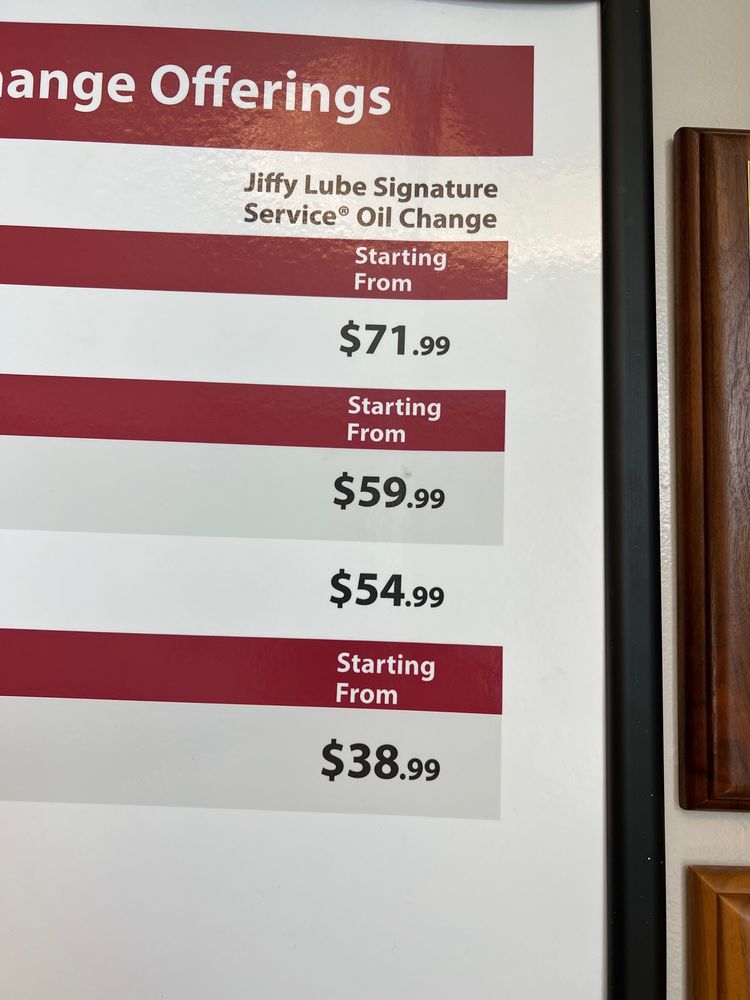 ange Offerings
Jiffy Lube Signature
Service® Oil Change
Starting
From
$71.99
Starting
From
$59.99
$54.99
Starting
From
$38.99